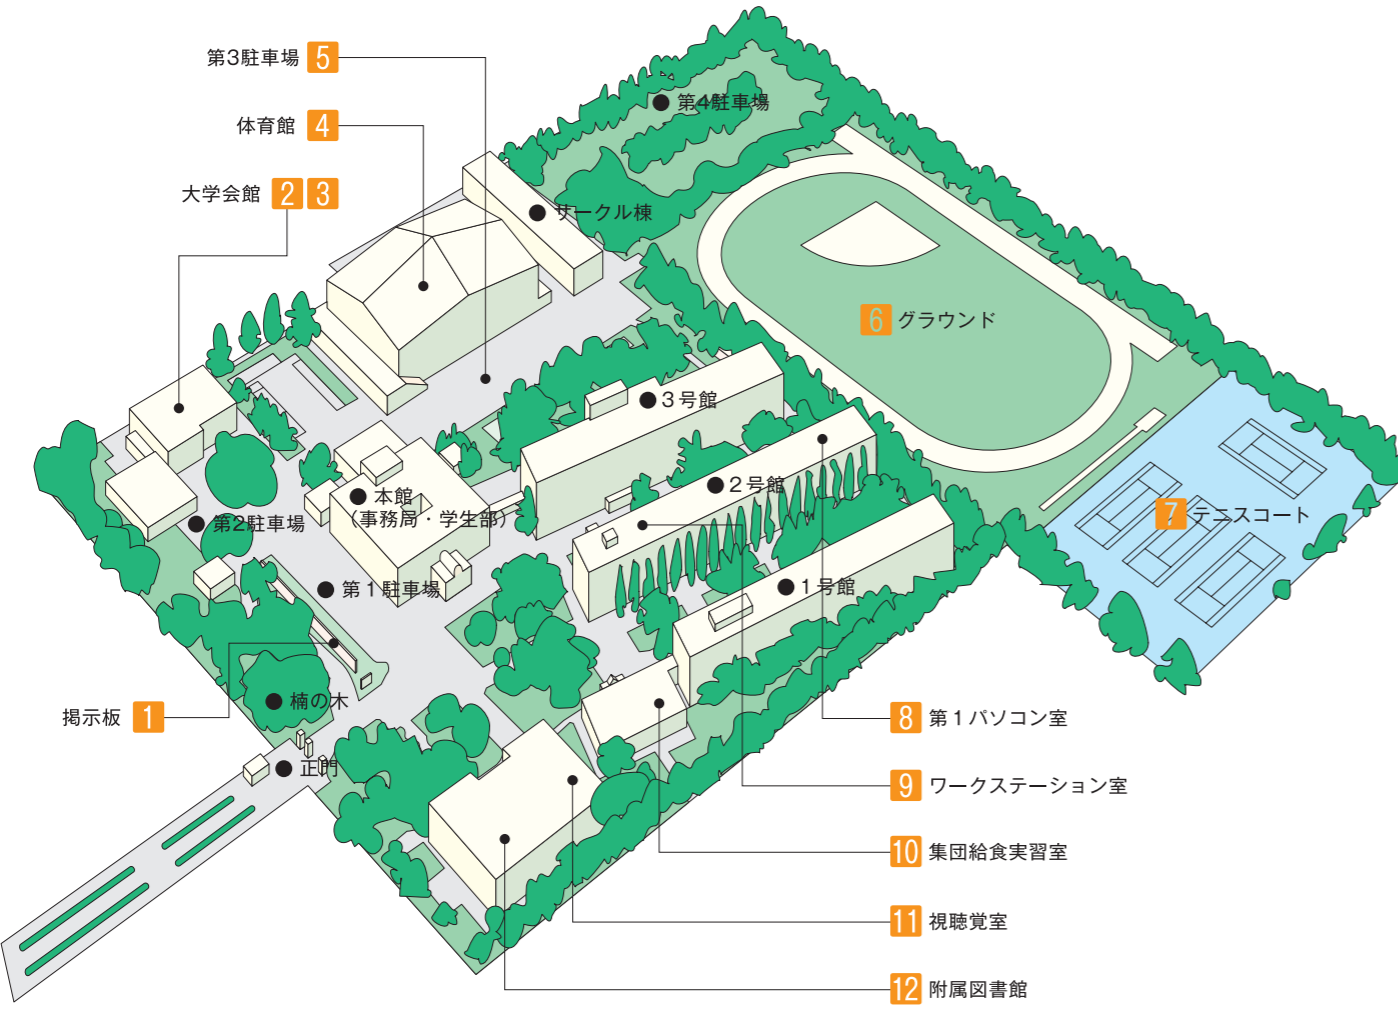 第3駐車場 5
体育館 4
大学会館 2 3
第4駐車場
サークル棟
6 グラウンド
3号館
2号館
本館
(事務局・学生部)
第2駐車場
7 テニスコート
第1駐車場
1号館
楠の木
掲示板 1
正門
8 第1パソコン室
9 ワークステーション室
10 集団給食実習室
11 視聴覚室
12 附属図書館